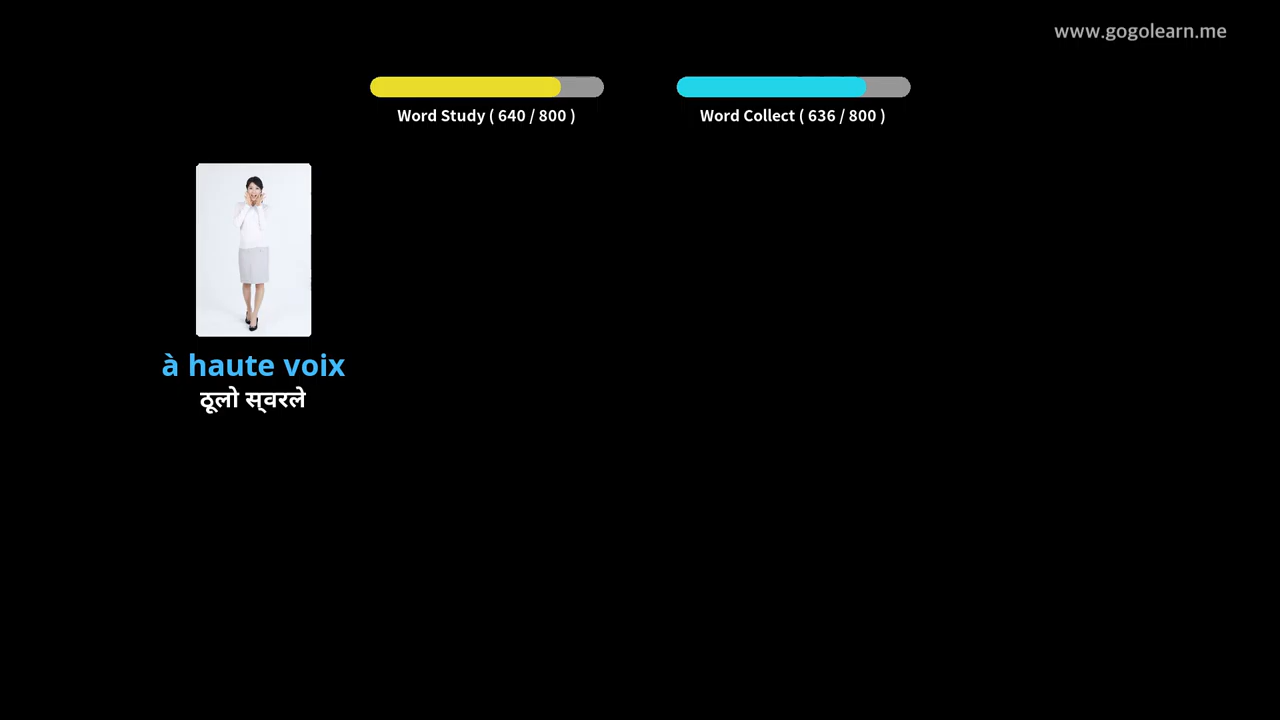 www.gogolearn.me
Word Study ( 640 / 800 )
Word Collect ( 636 / 800 )
à haute voix
ठूलो स्वरले